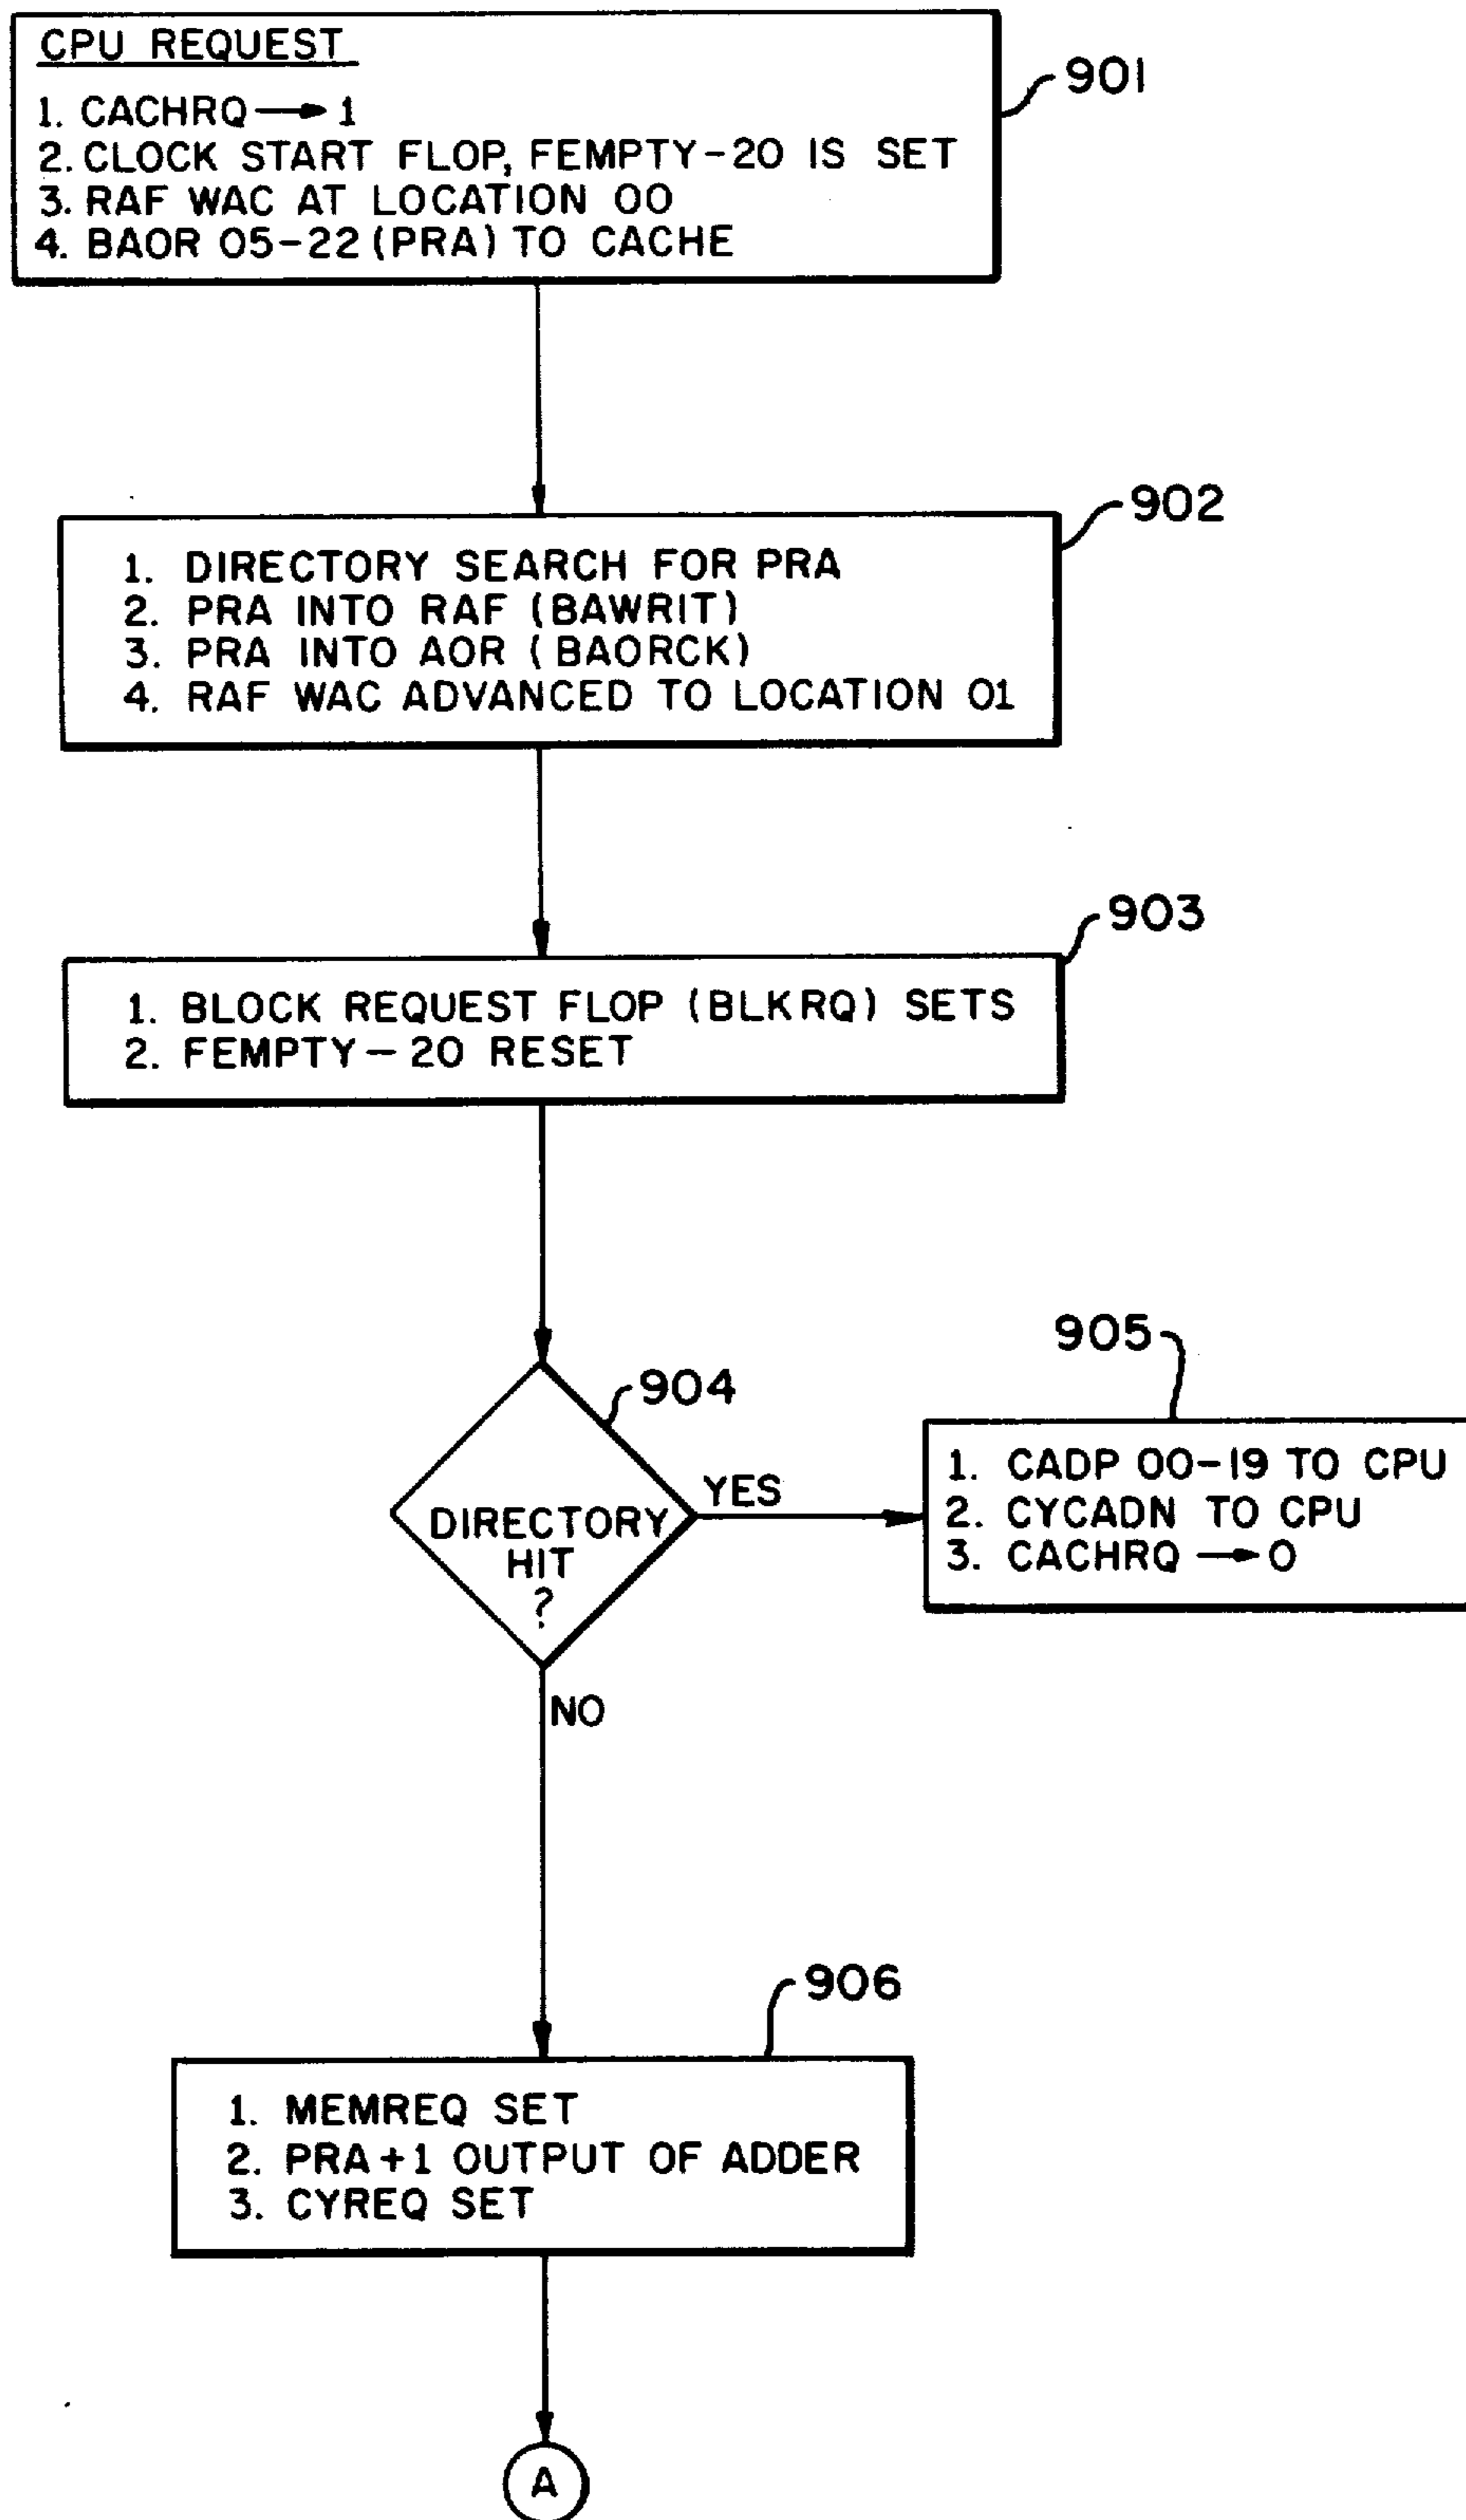 CPU REQUEST
1. CACHRQ → 1
2. CLOCK START FLOP, FEMPTY-20 IS SET
3. RAF WAC AT LOCATION 00
4. BAOR 05-22 (PRA) TO CACHE
901
902
1. DIRECTORY SEARCH FOR PRA
2. PRA INTO RAF (BAWRIT)
3. PRA INTO AOR (BAORCK)
4. RAF WAC ADVANCED TO LOCATION 01
903
1. BLOCK REQUEST FLOP (BLKRQ) SETS
2. FEMPTY-20 RESET
904
DIRECTORY
HIT
?
YES
905
1. CADP 00-19 TO CPU
2. CYCADN TO CPU
3. CACHRQ → 0
NO
906
1. MEMREQ SET
2. PRA+1 OUTPUT OF ADDER
3. CYREQ SET
A